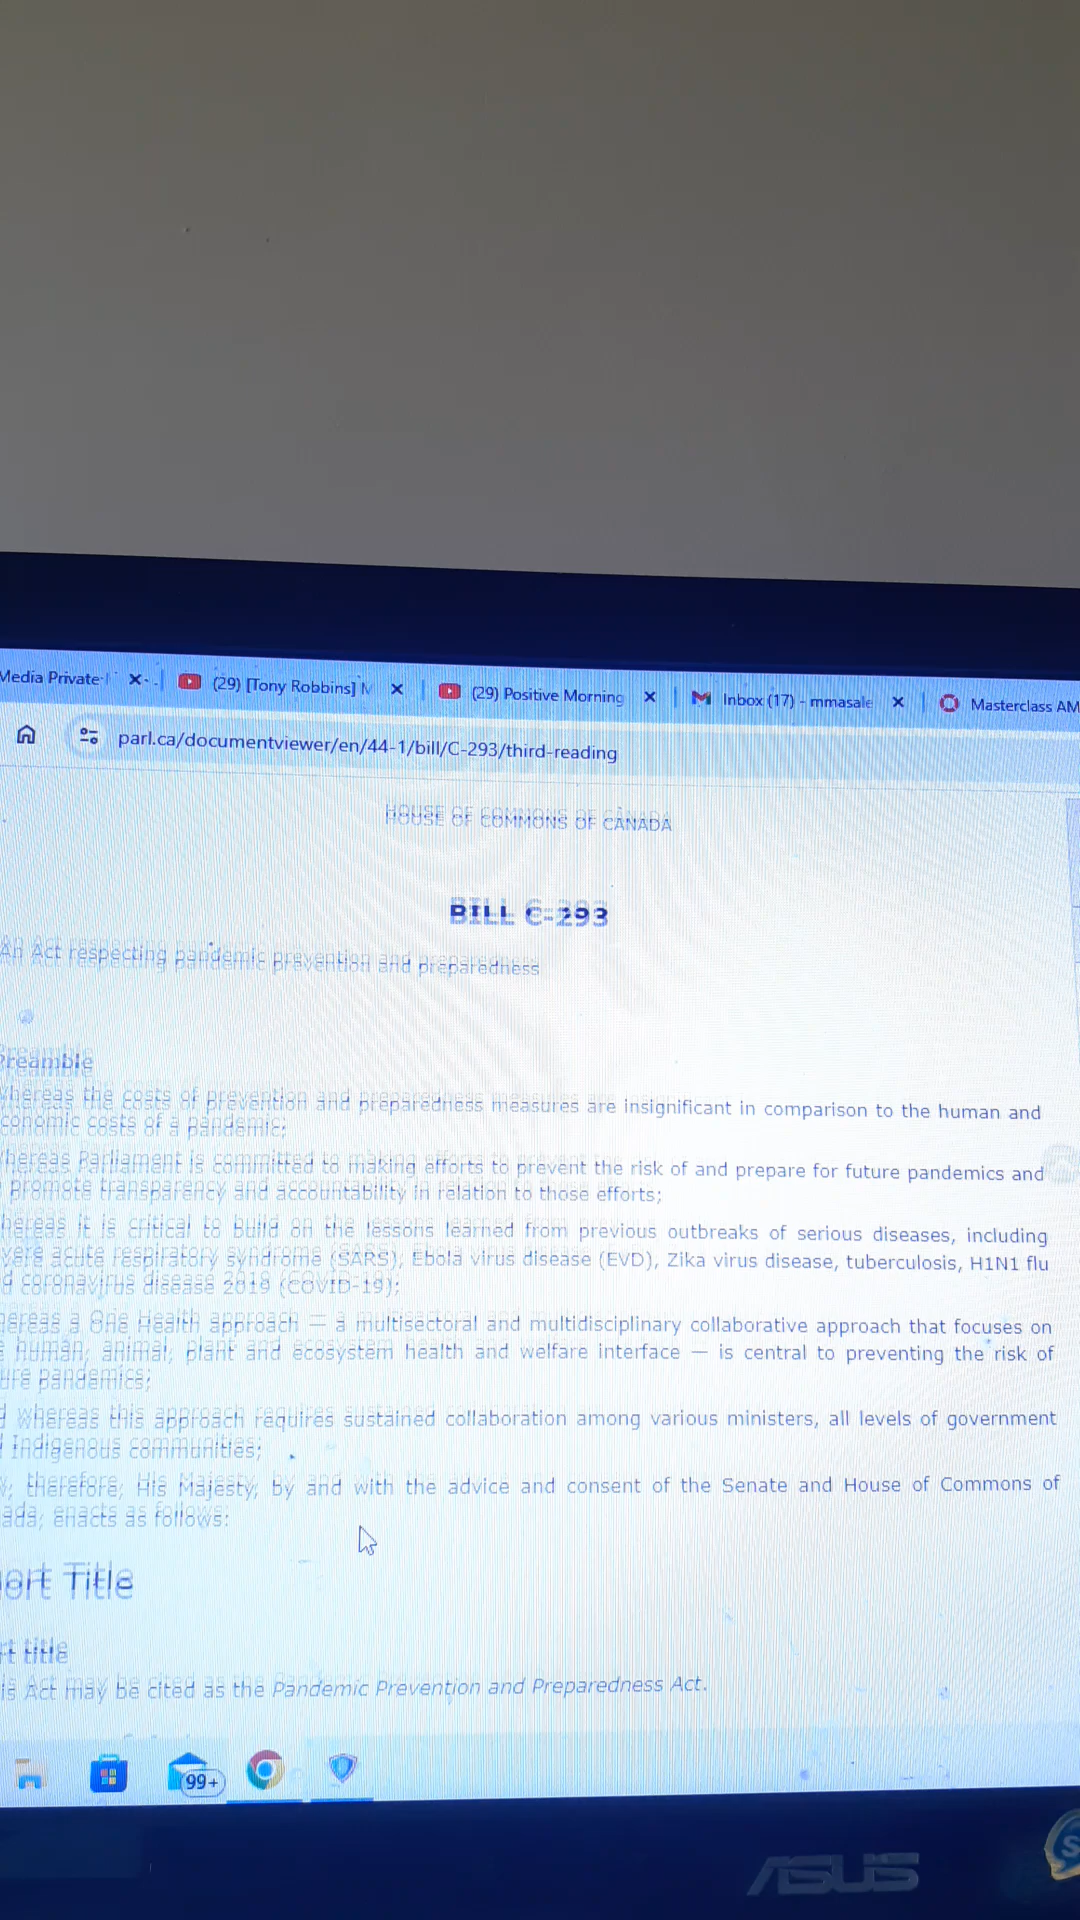 Media Private
(29) [Tony Robbins] M
(29) Positive Morning
Inbox (17) - mmasale
Masterclass AM
parl.ca/documentviewer/en/44-1/bill/C-293/third-reading
HOUSE OF COMMONS OF CANADA
BILL C-293
An Act respecting pandemic prevention and preparedness
Preamble
Whereas the costs of prevention and preparedness measures are insignificant in comparison to the human and
conomic costs of a pandemic;
Whereas Parliament is committed to making efforts to prevent the risk of and prepare for future pandemics and
promote transparency and accountability in relation to those efforts;
hereas it is critical to build on the lessons learned from previous outbreaks of serious diseases, including
vere acute respiratory syndrome (SARS), Ebola virus disease (EVD), Zika virus disease, tuberculosis, H1N1 flu
d coronavirus disease 2019 (COVID-19);
hereas a One Health approach — a multisectoral and multidisciplinary collaborative approach that focuses on
e human, animal, plant and ecosystem health and welfare interface — is central to preventing the risk of
ure pandemics;
d whereas this approach requires sustained collaboration among various ministers, all levels of government
Indigenous communities;
w, therefore, His Majesty, by and with the advice and consent of the Senate and House of Commons of
ada, enacts as follows:
ort Title
rt title
is Act may be cited as the Pandemic Prevention and Preparedness Act.
99+
ASUS
S